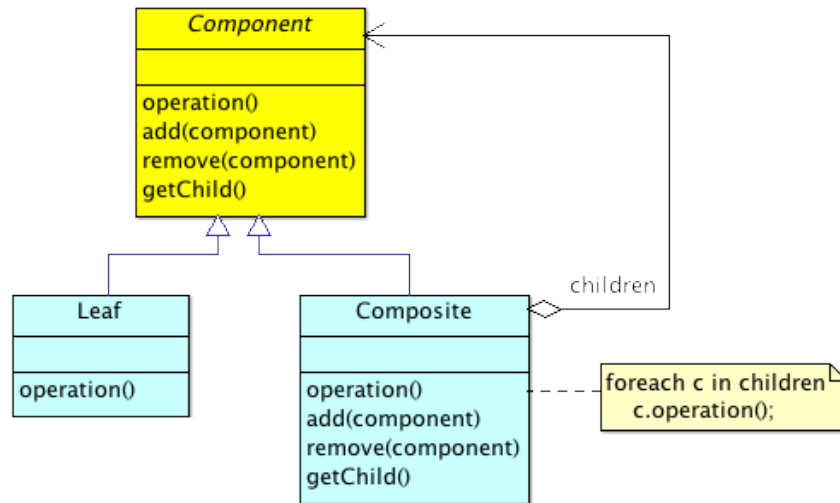 Component
operation()
add(component)
remove(component)
getChild()
children
Leaf
operation()
Composite
operation()
add(component)
remove(component)
getChild()
foreach c in children
c.operation();